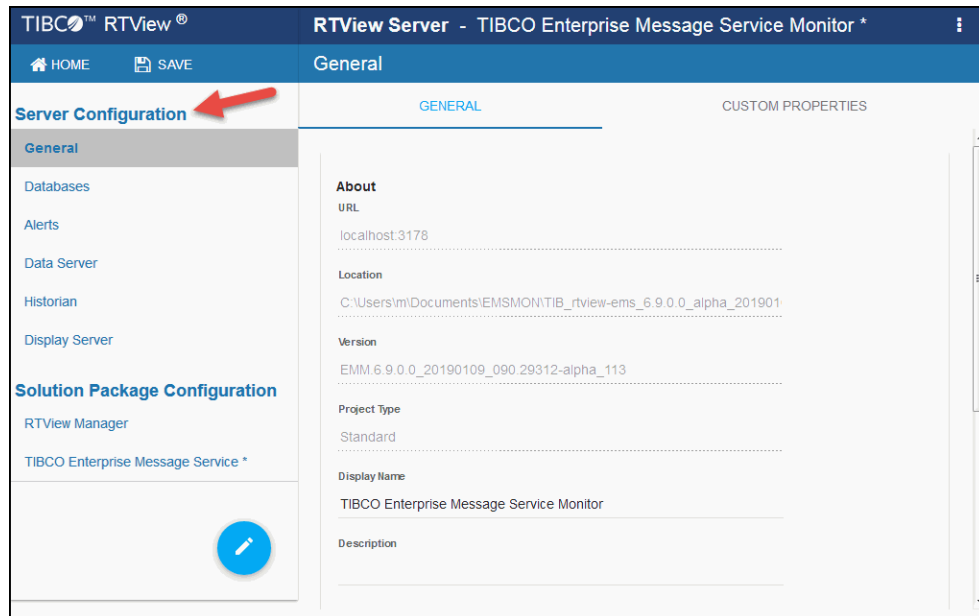 TIBCO™ RTView ®
RTView Server - TIBCO Enterprise Message Service Monitor *
HOME
SAVE
General
Server Configuration
General
Databases
Alerts
Data Server
Historian
Display Server
Solution Package Configuration
RTView Manager
TIBCO Enterprise Message Service *
GENERAL
CUSTOM PROPERTIES
About
URL
localhost:3178
Location
C:\Users\m\Documents\EMSMON\TIB_rtview-ems_6.9.0.0_alpha_201901
Version
EMM.6.9.0.0_20190109_090.29312-alpha_113
Project Type
Standard
Display Name
TIBCO Enterprise Message Service Monitor
Description